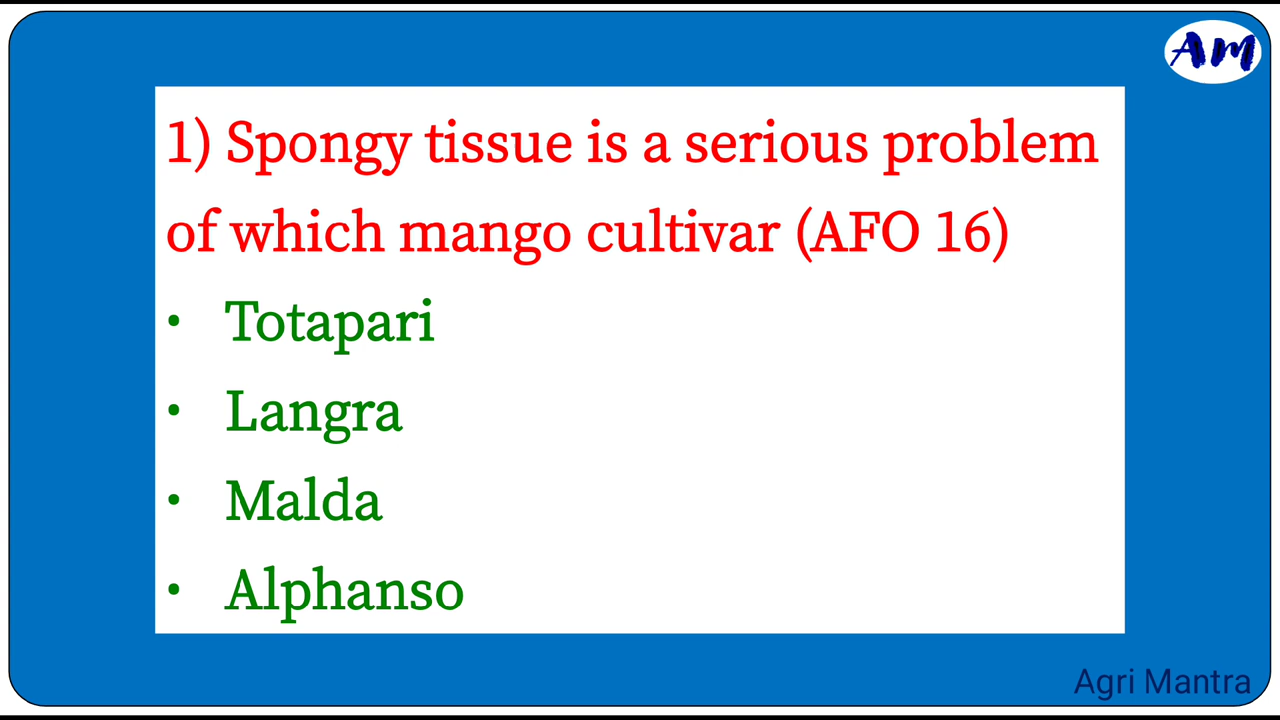 AM
1) Spongy tissue is a serious problem
of which mango cultivar (AFO 16)
• Totapari
• Langra
• Malda
• Alphanso
Agri Mantra